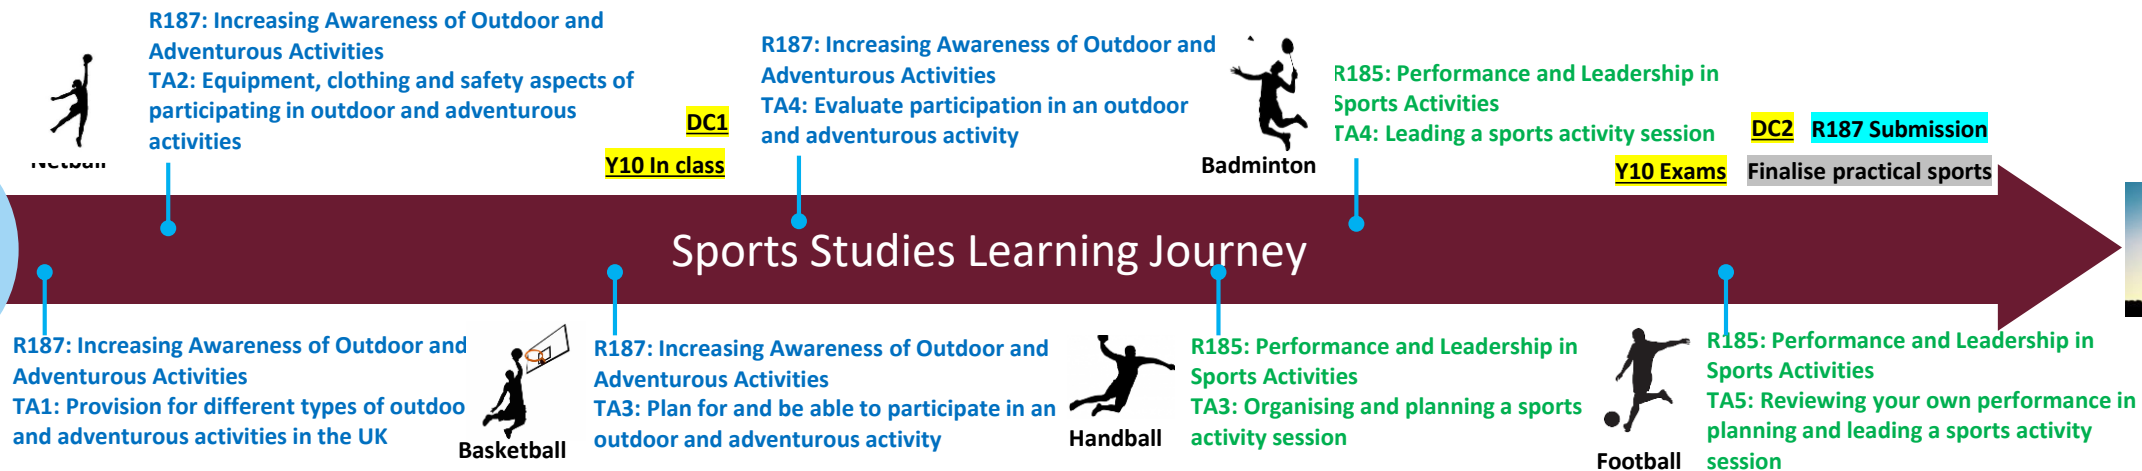 R187: Increasing Awareness of Outdoor and
Adventurous Activities
TA2: Equipment, clothing and safety aspects of
participating in outdoor and adventurous
activities
Netball
DC1
Y10 In class
R187: Increasing Awareness of Outdoor and
Adventurous Activities
TA4: Evaluate participation in an outdoor
and adventurous activity
Badminton
R185: Performance and Leadership in
Sports Activities
TA4: Leading a sports activity session
DC2 R187 Submission
Y10 Exams Finalise practical sports
Sports Studies Learning Journey
R187: Increasing Awareness of Outdoor and
Adventurous Activities
TA1: Provision for different types of outdoo
and adventurous activities in the UK
Basketball
R187: Increasing Awareness of Outdoor and
Adventurous Activities
TA3: Plan for and be able to participate in an
outdoor and adventurous activity
Handball
R185: Performance and Leadership in
Sports Activities
TA3: Organising and planning a sports
activity session
Football
R185: Performance and Leadership in
Sports Activities
TA5: Reviewing your own performance in
planning and leading a sports activity
session